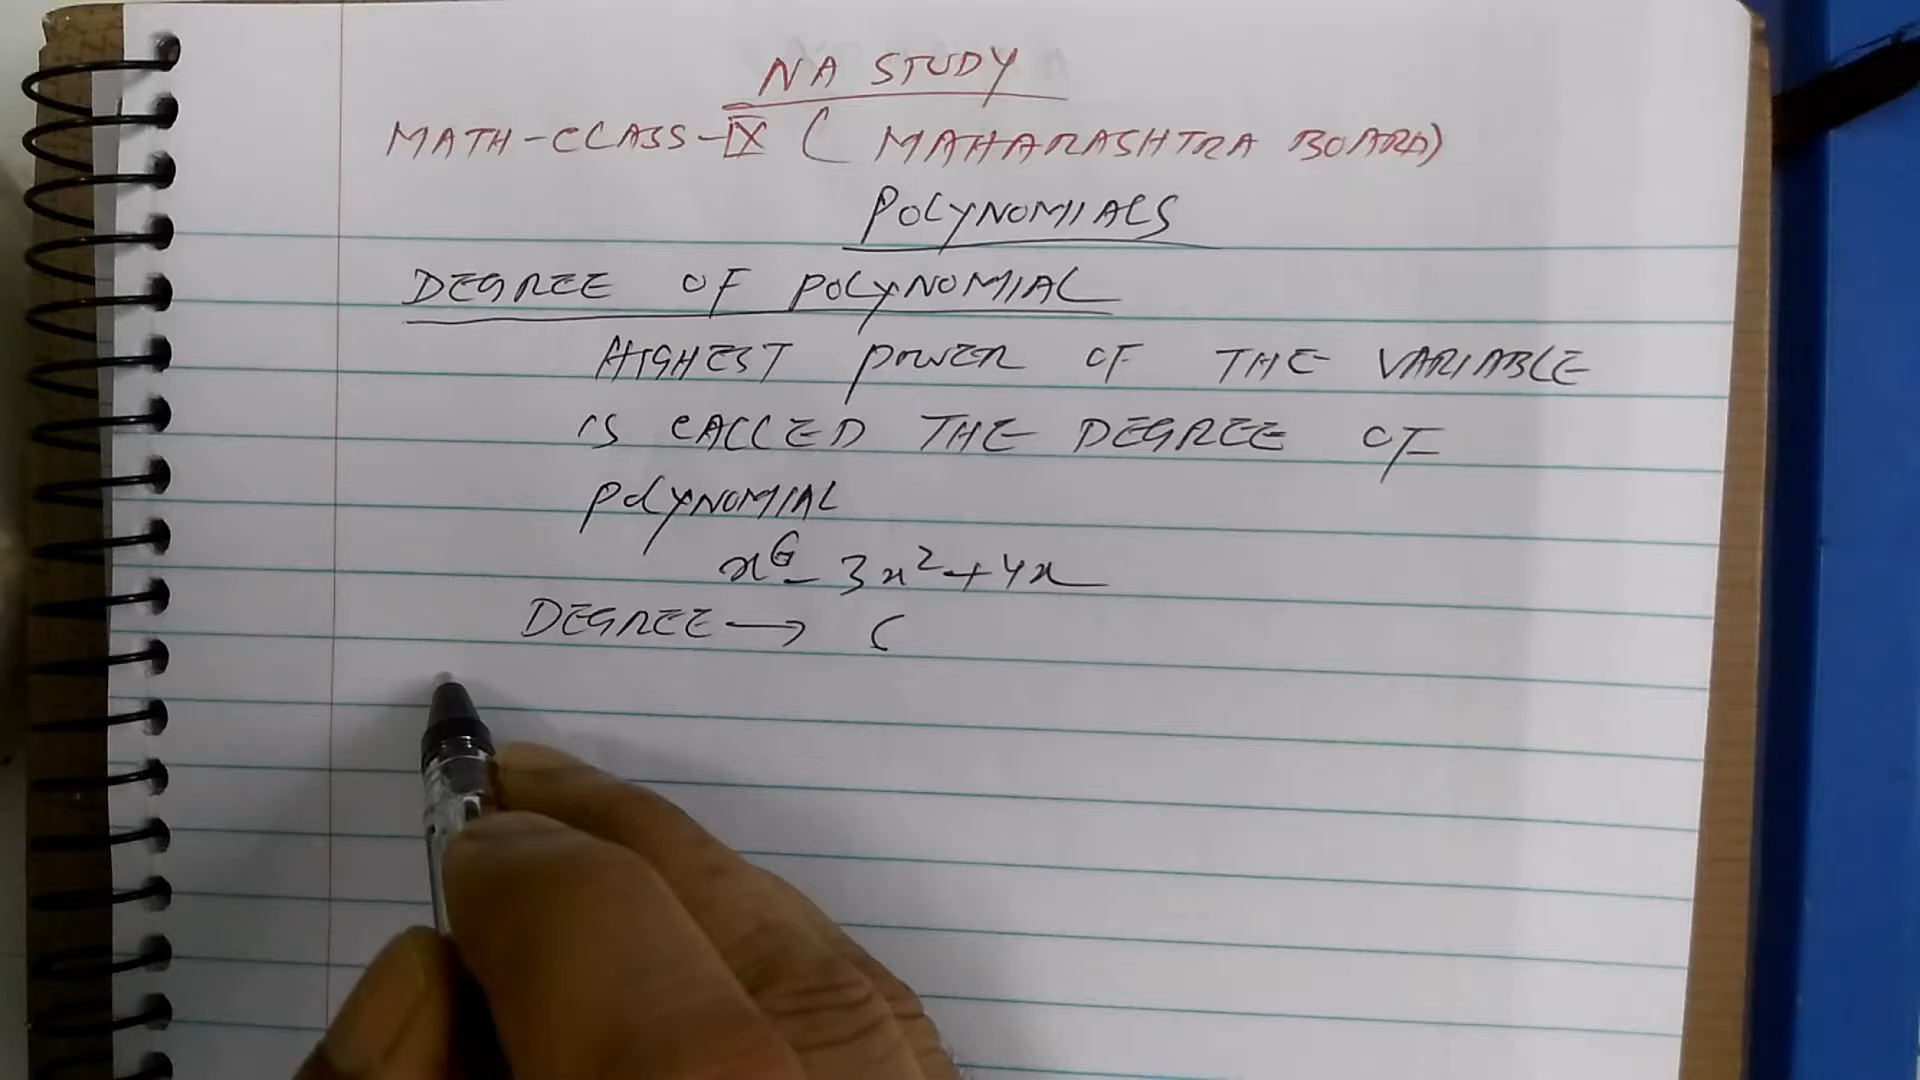 NA STUDY
MATH-CLASS-IX (MAHARASHTRA BOARD)
POLYNOMIALS
DEGREE OF POLYNOMIAL
HIGHEST POWER OF THE VARIABLE
IS CALLED THE DEGREE OF
POLYNOMIAL
x⁶ - 3x² + 4x
DEGREE → 6